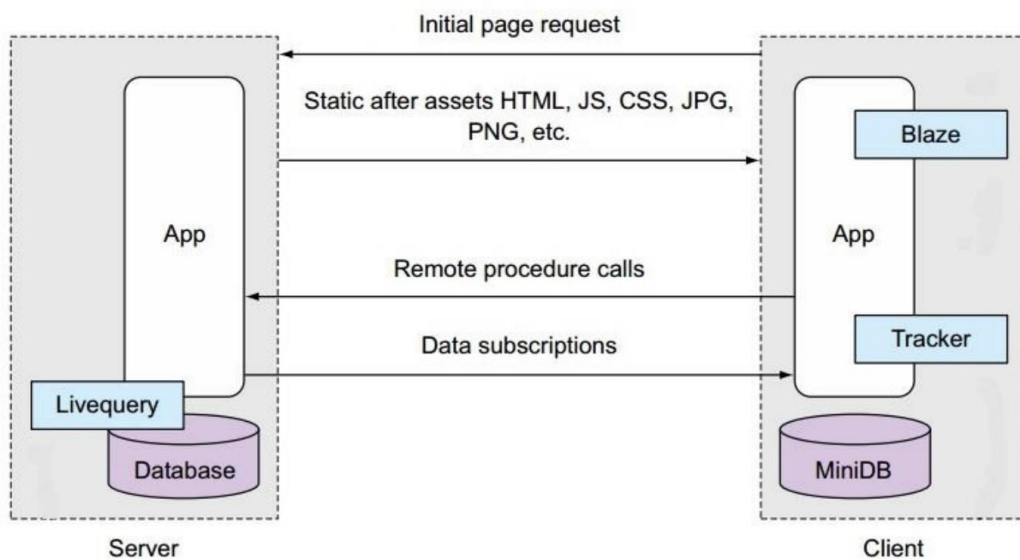 Initial page request
Static after assets HTML, JS, CSS, JPG,
PNG, etc.
Blaze
App
App
Remote procedure calls
Tracker
Data subscriptions
Livequery
Database
MiniDB
Server
Client